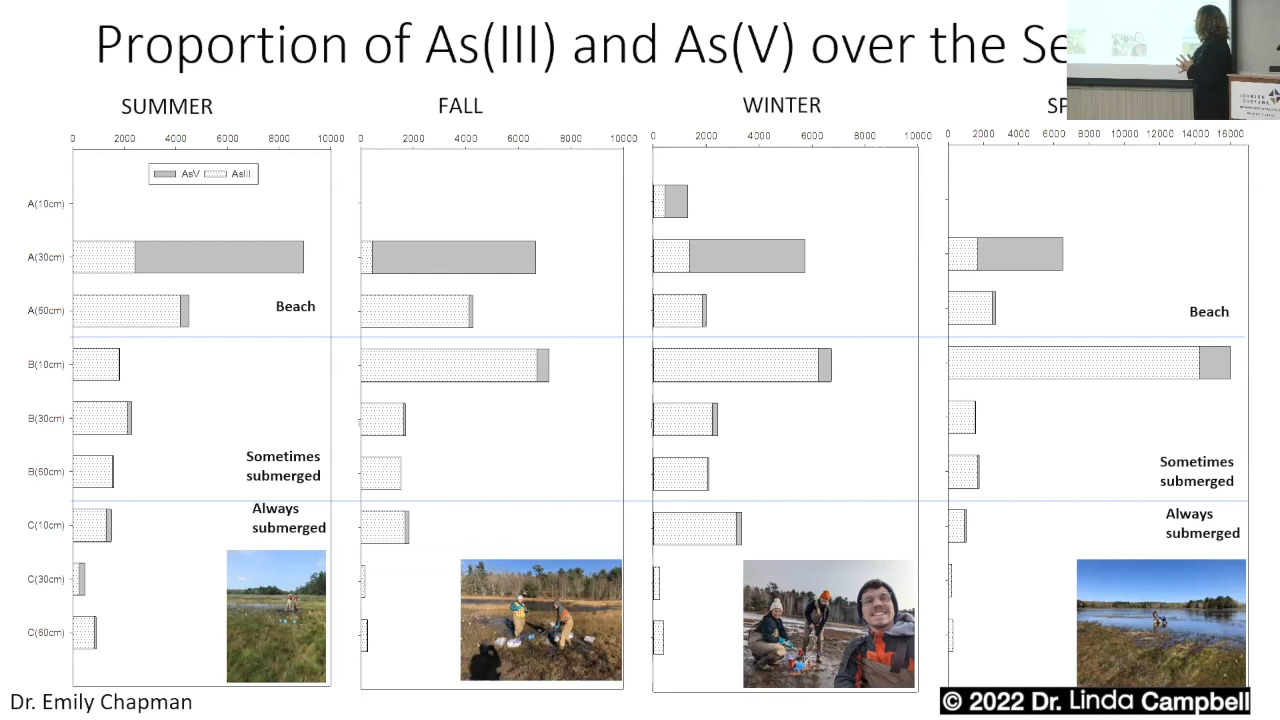 Proportion of As(III) and As(V) over the Se
SUMMER
FALL
WINTER
SP
0 2000 4000 6000 8000 10000
0 2000 4000 6000 8000 10000
0 2000 4000 6000 8000 10000
0 2000 4000 6000 8000 10000 12000 14000 16000
AsV AsIII
A(10cm)
A(30cm)
A(60cm)
Beach
Beach
B(10cm)
B(30cm)
B(60cm)
Sometimes
submerged
Sometimes
submerged
C(10cm)
Always
submerged
Always
submerged
C(30cm)
C(60cm)
Dr. Emily Chapman
© 2022 Dr. Linda Campbell